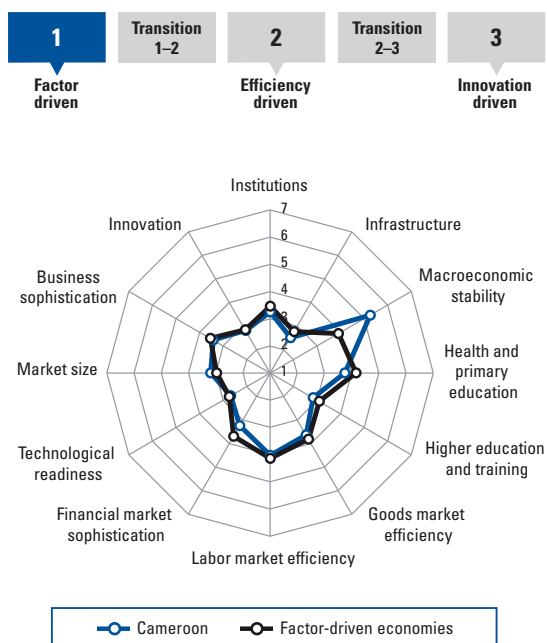 1
Transition
1–2
2
Transition
2–3
3
Factor
driven
Efficiency
driven
Innovation
driven
Institutions
7
Innovation
6
Infrastructure
5
Business
sophistication
4
Macroeconomic
stability
3
2
Market size
1
Health and
primary
education
Technological
readiness
Higher education
and training
Financial market
sophistication
Goods market
efficiency
Labor market efficiency
Cameroon
Factor-driven economies